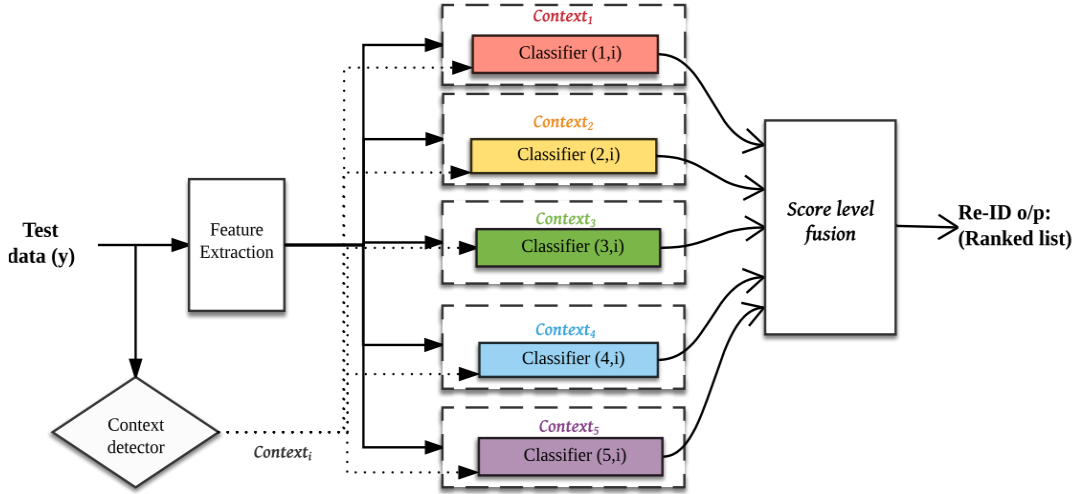 Context₁
Classifier (1,i)
Context₂
Classifier (2,i)
Context₃
Classifier (3,i)
Context₄
Classifier (4,i)
Context₅
Classifier (5,i)
Test
data (y)
Feature
Extraction
Context
detector
Contextᵢ
Score level
fusion
Re-ID o/p:
(Ranked list)